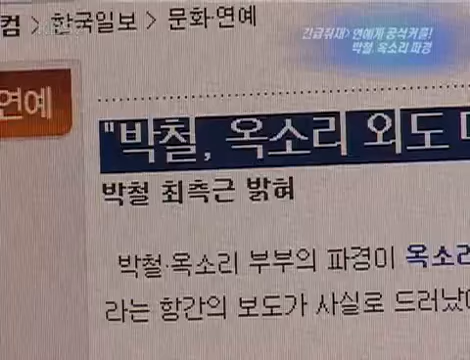 컴 > 한국일보 > 문화·연예
긴급취재> 연예계 공식커플!
박철, 옥소리 파경
연예
"박철, 옥소리 외도
박철 최측근 밝혀
박철·옥소리 부부의 파경이 옥소리
라는 항간의 보도가 사실로 드러났